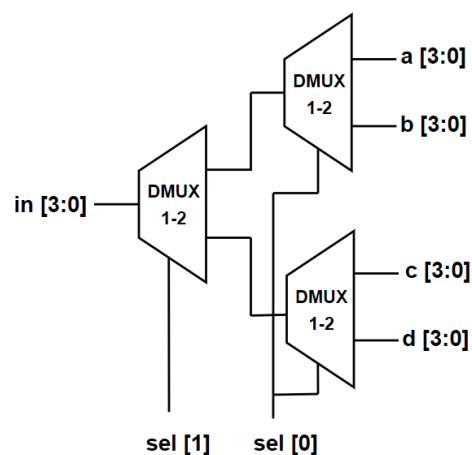 a [3:0]
DMUX
1-2
b [3:0]
DMUX
1-2
in [3:0]
c [3:0]
DMUX
1-2
d [3:0]
sel [1]
sel [0]